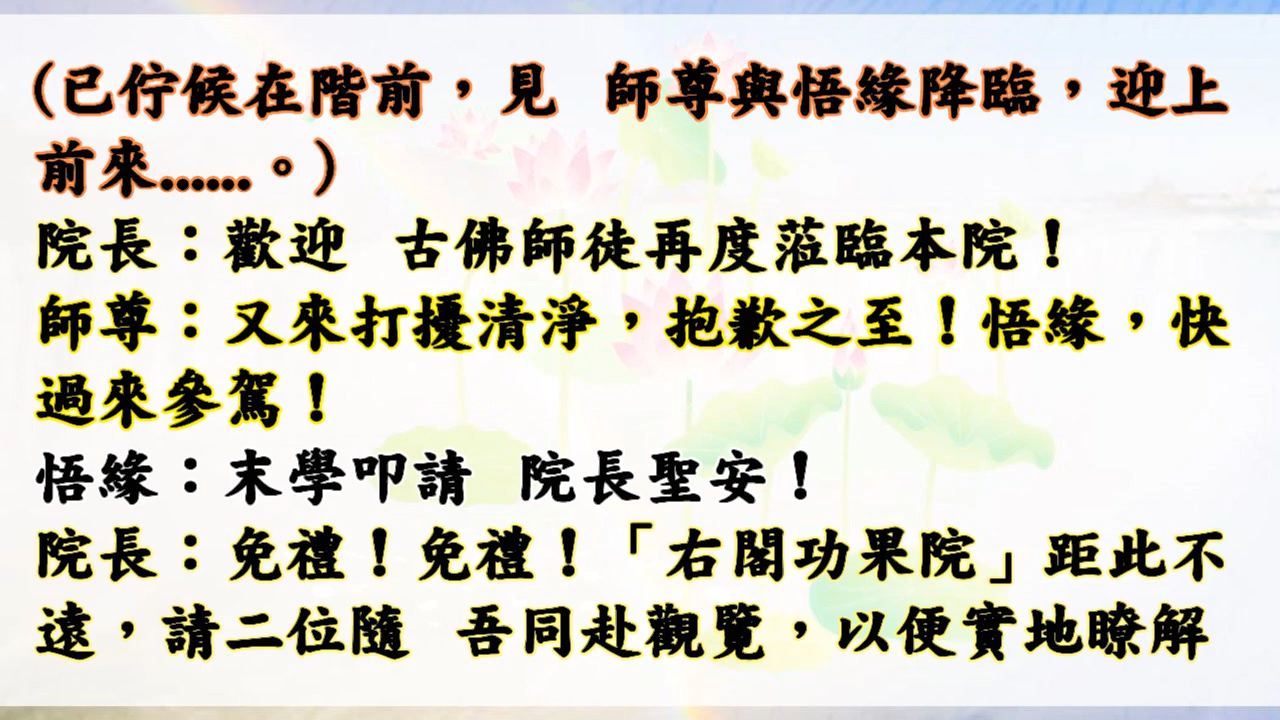 (已佇候在階前，見　師尊與悟緣降臨，迎上
前來……。)
院長：歡迎　古佛師徒再度蒞臨本院！
師尊：又來打擾清淨，抱歉之至！悟緣，快
過來參駕！
悟緣：末學叩請　院長聖安！
院長：免禮！免禮！「右閣功果院」距此不
遠，請二位隨　吾同赴觀覽，以便實地瞭解